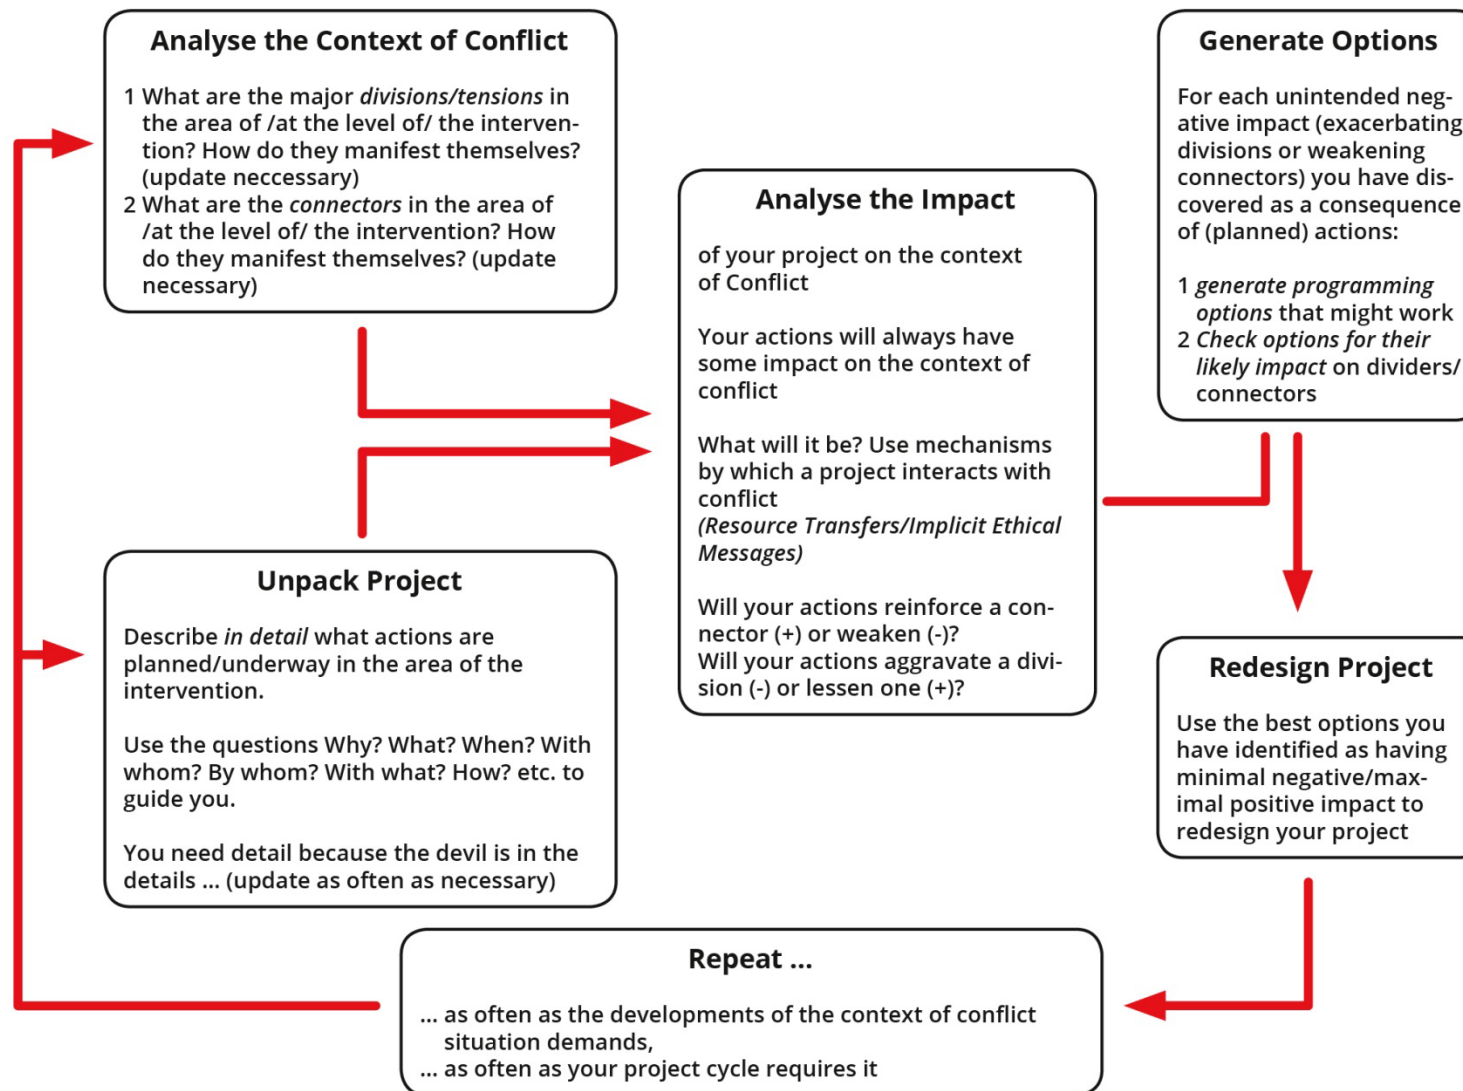 Analyse the Context of Conflict
1 What are the major divisions/tensions in
the area of /at the level of/ the interven-
tion? How do they manifest themselves?
(update neccessary)
2 What are the connectors in the area of
/at the level of/ the intervention? How
do they manifest themselves? (update
necessary)
Unpack Project
Describe in detail what actions are
planned/underway in the area of the
intervention.
Use the questions Why? What? When? With
whom? By whom? With what? How? etc. to
guide you.
You need detail because the devil is in the
details ... (update as often as necessary)
Analyse the Impact
of your project on the context
of Conflict
Your actions will always have
some impact on the context of
conflict
What will it be? Use mechanisms
by which a project interacts with
conflict
(Resource Transfers/Implicit Ethical
Messages)
Will your actions reinforce a con-
nector (+) or weaken (-)?
Will your actions aggravate a divi-
sion (-) or lessen one (+)?
Generate Options
For each unintended neg-
ative impact (exacerbating
divisions or weakening
connectors) you have dis-
covered as a consequence
of (planned) actions:
1 generate programming
options that might work
2 Check options for their
likely impact on dividers/
connectors
Redesign Project
Use the best options you
have identified as having
minimal negative/max-
imal positive impact to
redesign your project
Repeat ...
... as often as the developments of the context of conflict
situation demands,
... as often as your project cycle requires it